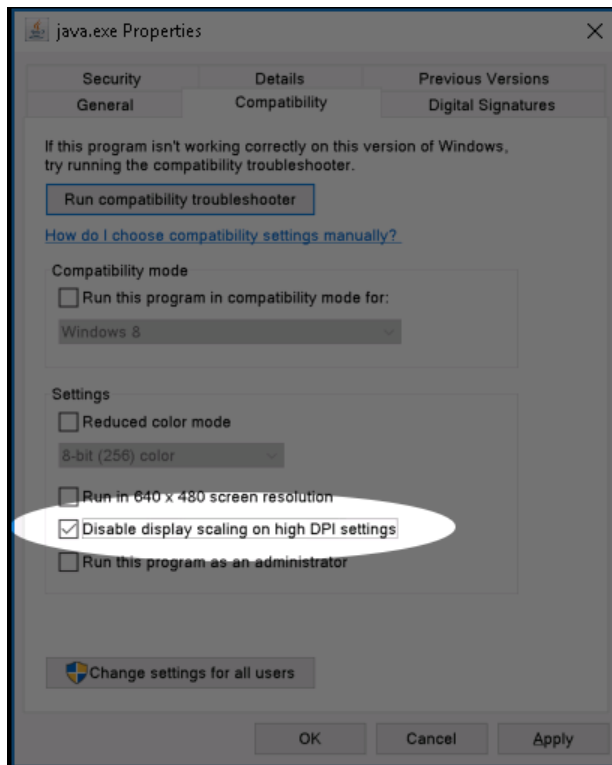 java.exe Properties
Security
Details
Previous Versions
General
Compatibility
Digital Signatures
If this program isn't working correctly on this version of Windows,
try running the compatibility troubleshooter.
Run compatibility troubleshooter
How do I choose compatibility settings manually?
Compatibility mode
Run this program in compatibility mode for:
Windows 8
Settings
Reduced color mode
8-bit (256) color
Run in 640 x 480 screen resolution
Disable display scaling on high DPI settings
Run this program as an administrator
Change settings for all users
OK
Cancel
Apply